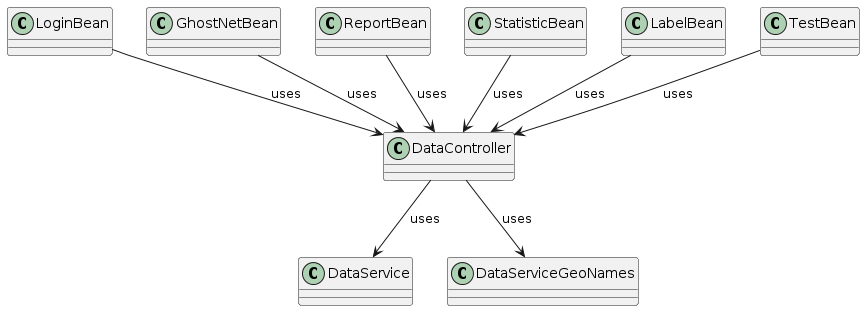 C LoginBean
C GhostNetBean
C ReportBean
C StatisticBean
C LabelBean
C TestBean
uses
uses
uses
uses
uses
uses
C DataController
uses
uses
C DataService
C DataServiceGeoNames